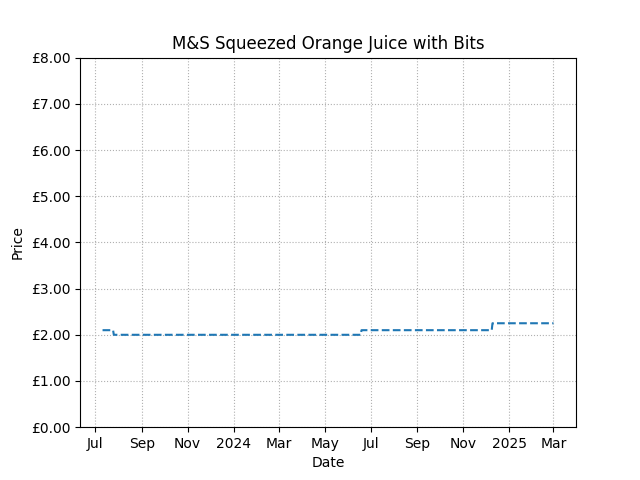 M&S Squeezed Orange Juice with Bits
£8.00
£7.00
£6.00
£5.00
£4.00
£3.00
£2.00
£1.00
£0.00
Price
Jul Sep Nov 2024 Mar May Jul Sep Nov 2025 Mar
Date